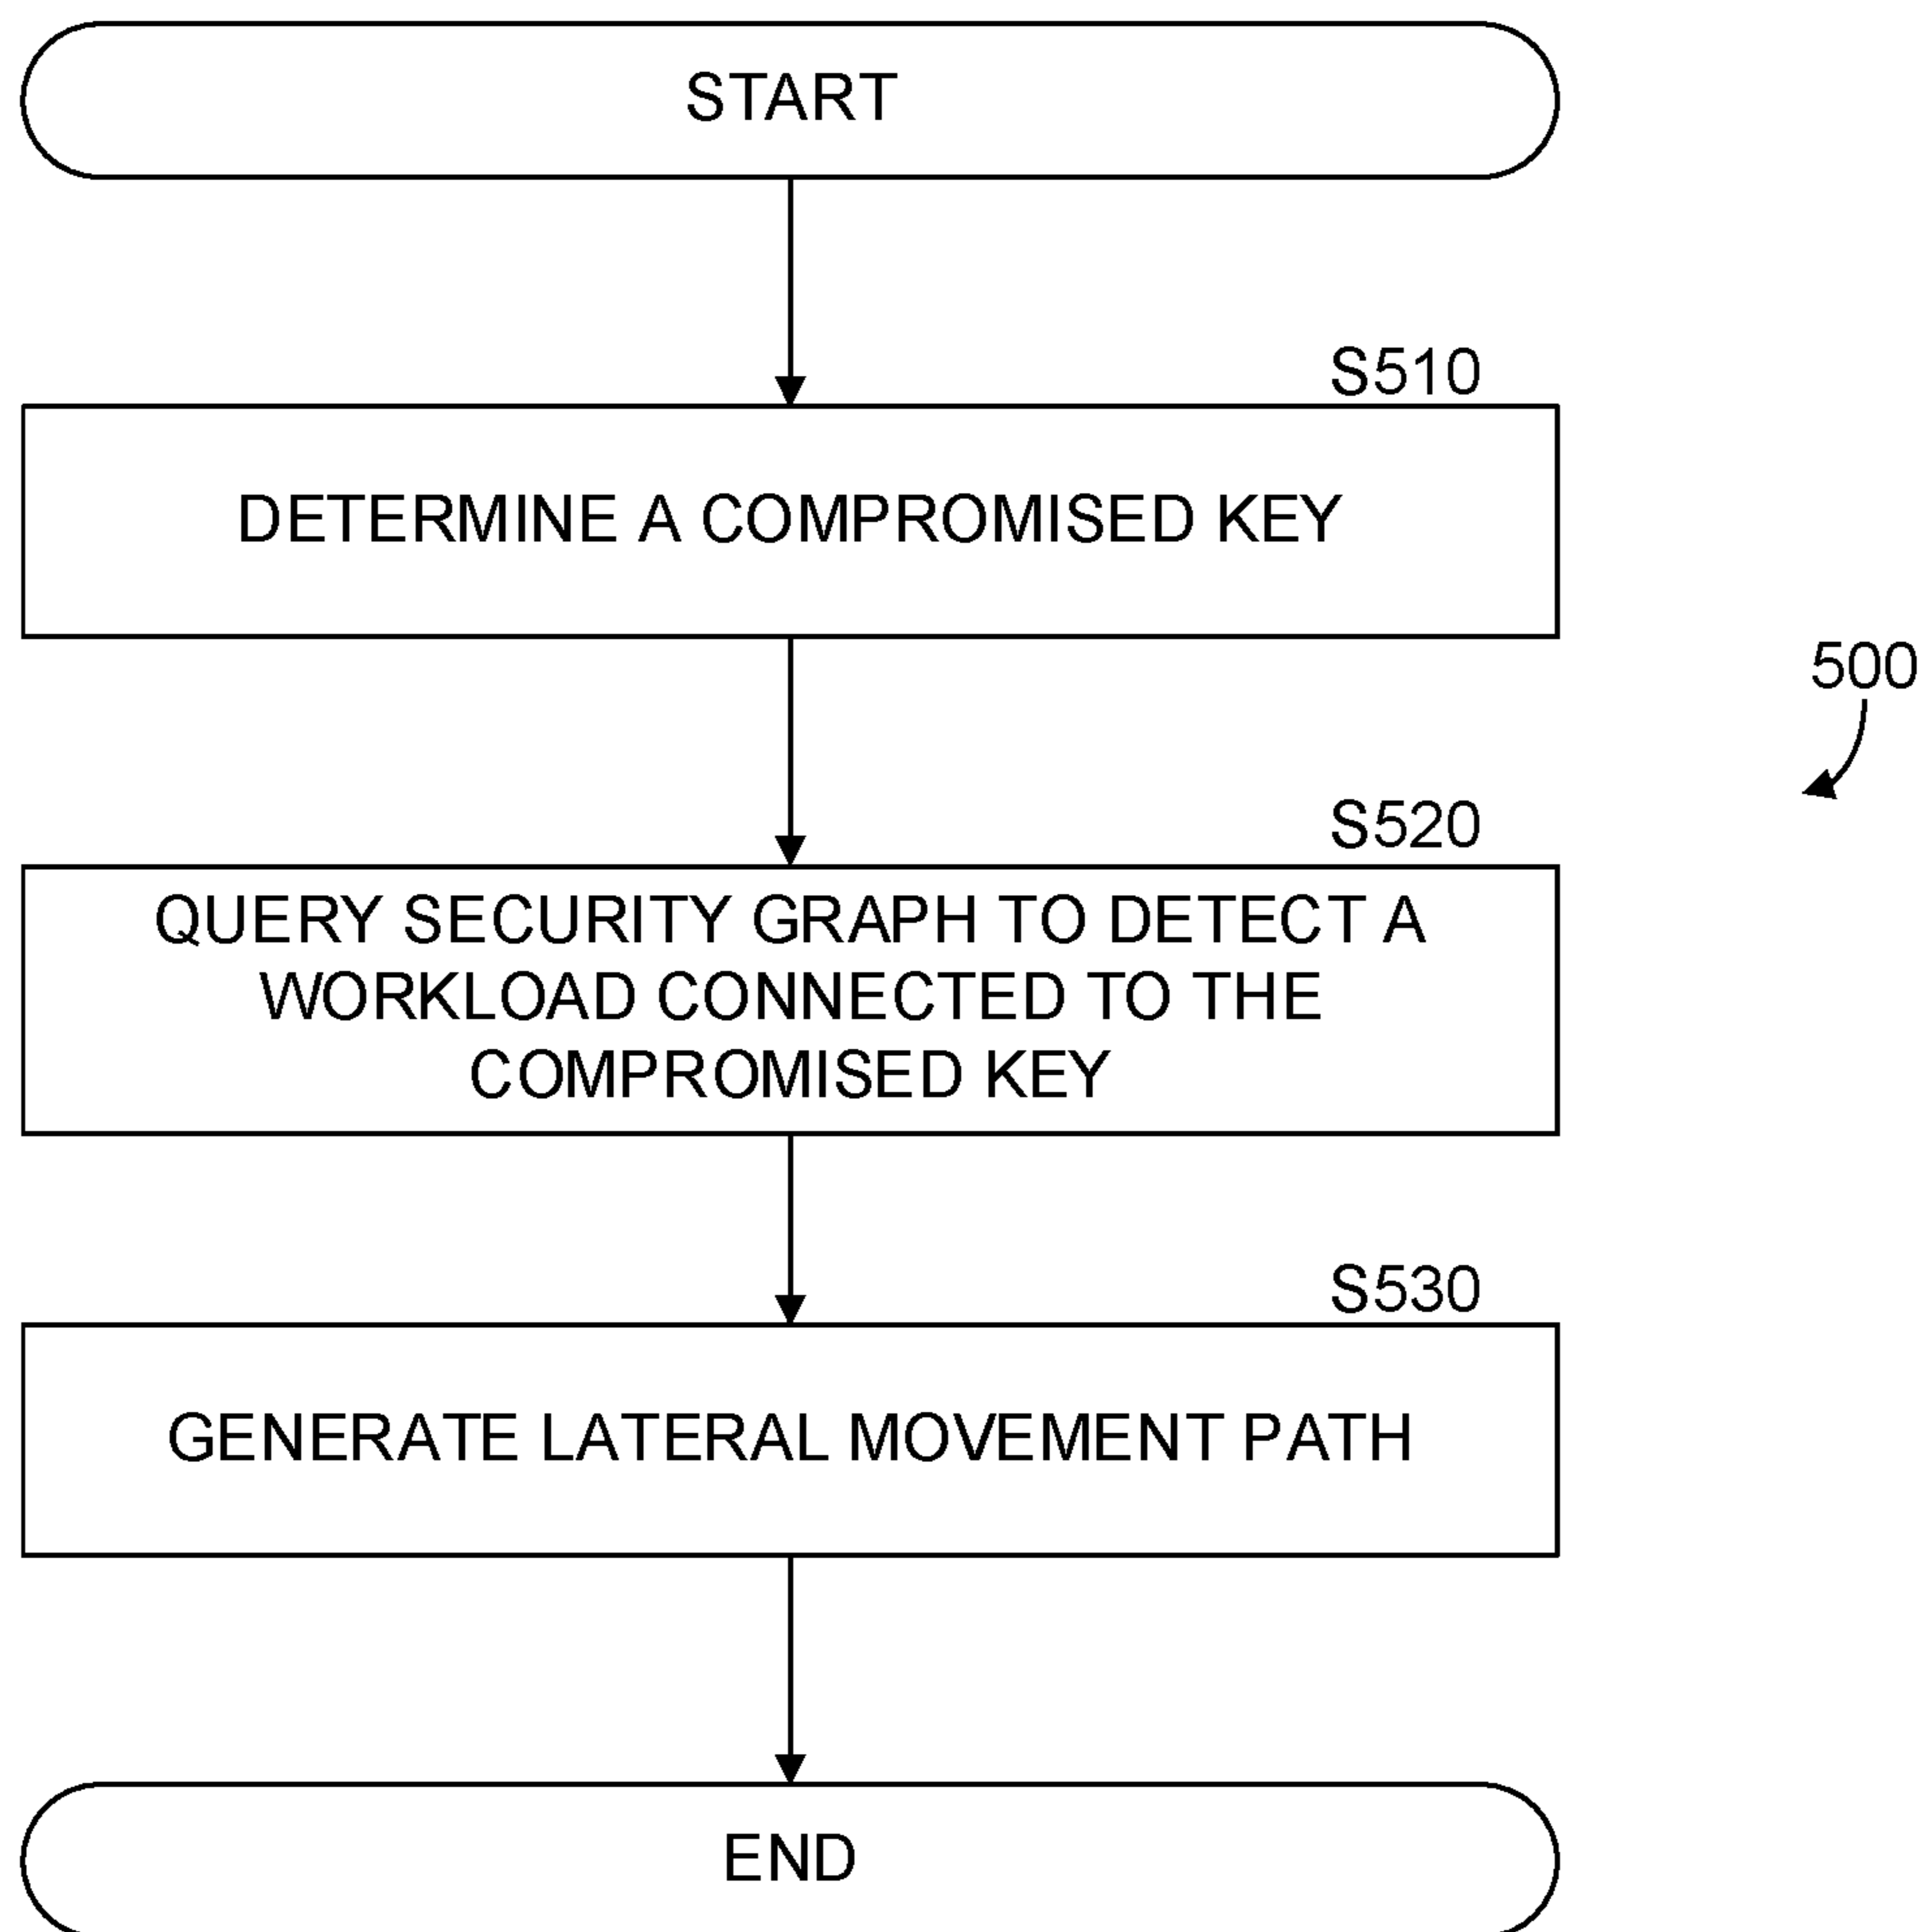 START
S510
DETERMINE A COMPROMISED KEY
500
S520
QUERY SECURITY GRAPH TO DETECT A
WORKLOAD CONNECTED TO THE
COMPROMISED KEY
S530
GENERATE LATERAL MOVEMENT PATH
END